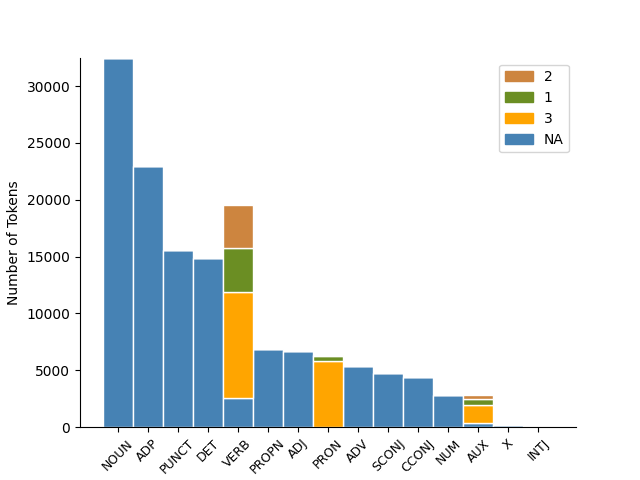 2
1
3
NA
30000
25000
20000
15000
10000
5000
0
Number of Tokens
NOUN
ADP
PUNCT
DET
VERB
PROPN
ADJ
PRON
ADV
SCONJ
CCONJ
NUM
AUX
X
INTJ